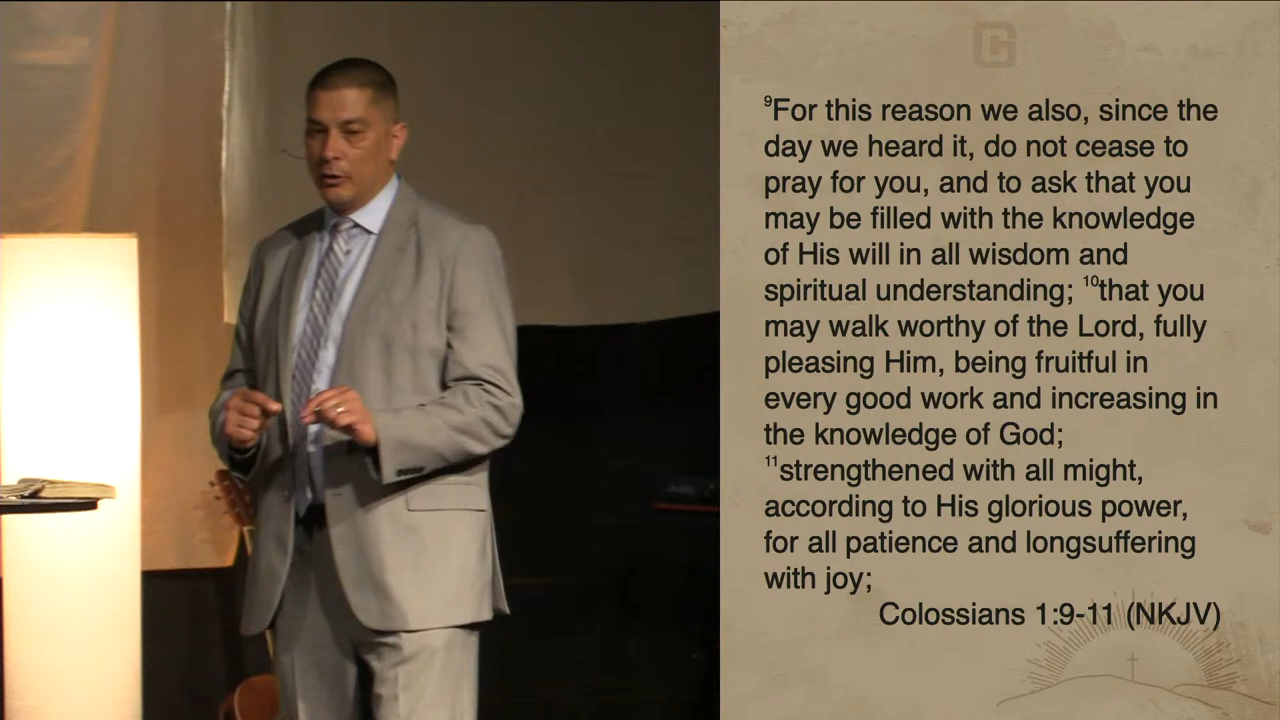 ⁹For this reason we also, since the
day we heard it, do not cease to
pray for you, and to ask that you
may be filled with the knowledge
of His will in all wisdom and
spiritual understanding; ¹⁰that you
may walk worthy of the Lord, fully
pleasing Him, being fruitful in
every good work and increasing in
the knowledge of God;
¹¹strengthened with all might,
according to His glorious power,
for all patience and longsuffering
with joy;
Colossians 1:9-11 (NKJV)